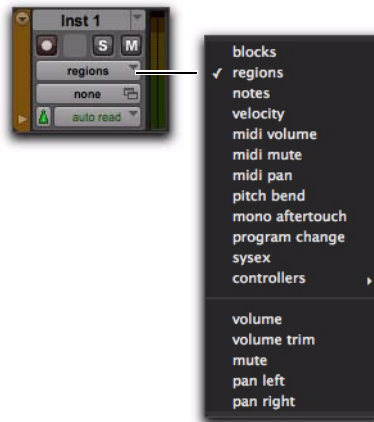 Inst 1
S M
regions
none
auto read
blocks
✓ regions
notes
velocity
midi volume
midi mute
midi pan
pitch bend
mono aftertouch
program change
sysex
controllers
volume
volume trim
mute
pan left
pan right